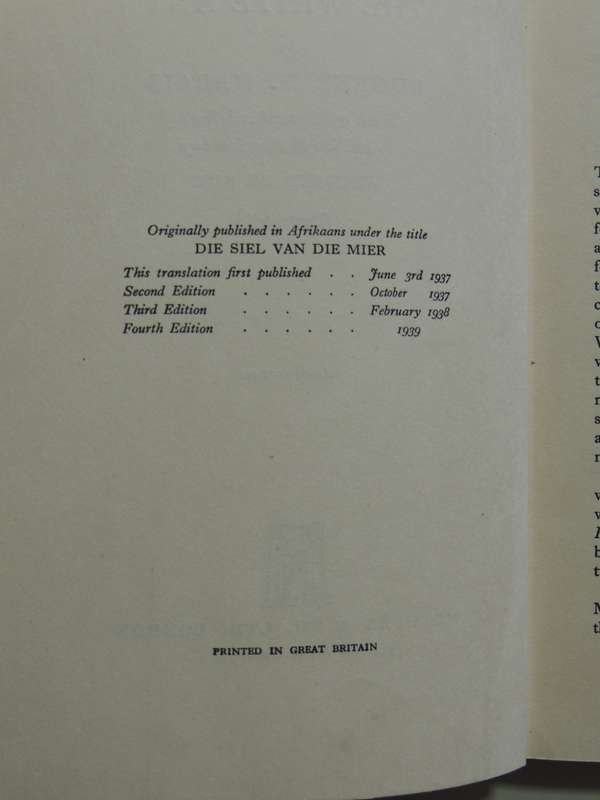 Originally published in Afrikaans under the title
DIE SIEL VAN DIE MIER
This translation first published . . June 3rd 1937
Second Edition . . . . . . October 1937
Third Edition . . . . . . February 1938
Fourth Edition . . . . . . 1939
PRINTED IN GREAT BRITAIN